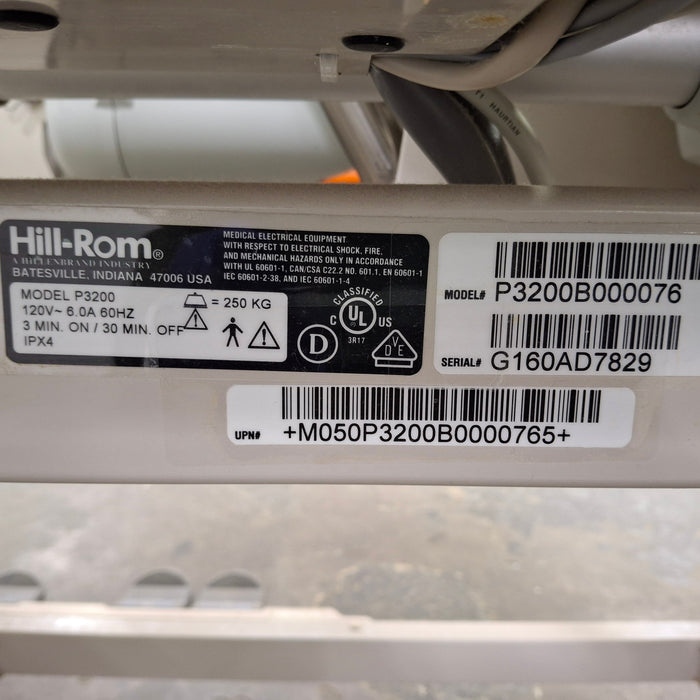 TI HAURTIAN
Hill-Rom®
A HILLENBRAND INDUSTRY
BATESVILLE, INDIANA 47006 USA
MEDICAL ELECTRICAL EQUIPMENT
WITH RESPECT TO ELECTRICAL SHOCK, FIRE,
AND MECHANICAL HAZARDS ONLY IN ACCORDANCE
WITH UL 60601-1, CAN/CSA C22.2 NO. 601.1, EN 60601-1
IEC 60601-2-38, AND IEC 60601-1-4
MODEL P3200
120V~ 6.0A 60HZ
3 MIN. ON / 30 MIN. OFF
IPX4
= 250 KG
CLASSIFIED
C UL US
3R17
D
VDE
MODEL# P3200B000076
SERIAL# G160AD7829
UPN# +M050P3200B0000765+